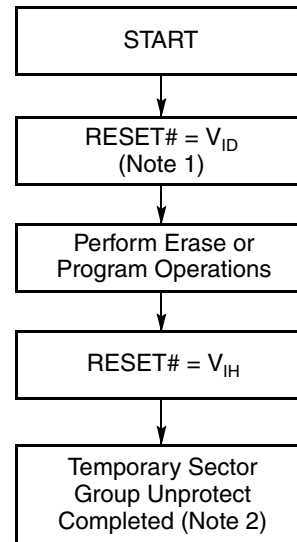 START
RESET# = VID
(Note 1)
Perform Erase or
Program Operations
RESET# = VIH
Temporary Sector
Group Unprotect
Completed (Note 2)